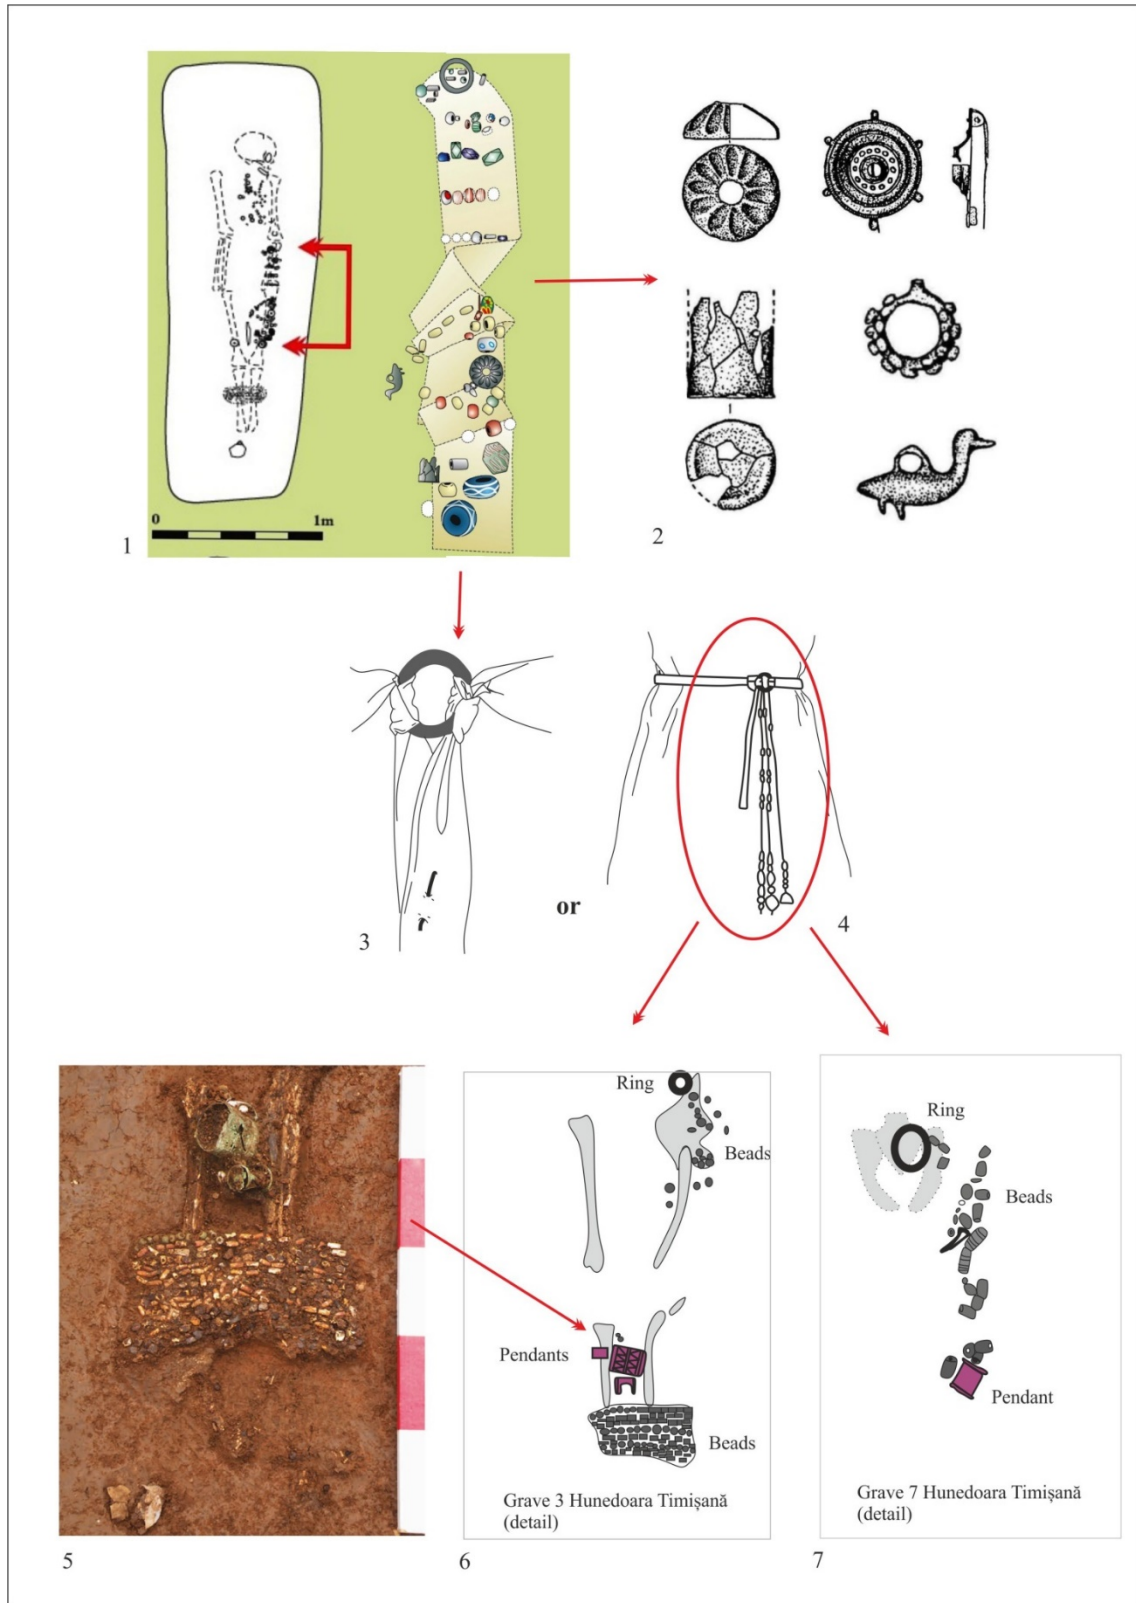 0
1m
1
2
3
or
4
Ring
Beads
Pendants
Beads
Grave 3 Hunedoara Timișană
(detail)
Ring
Beads
Pendant
Grave 7 Hunedoara Timișană
(detail)
5
6
7